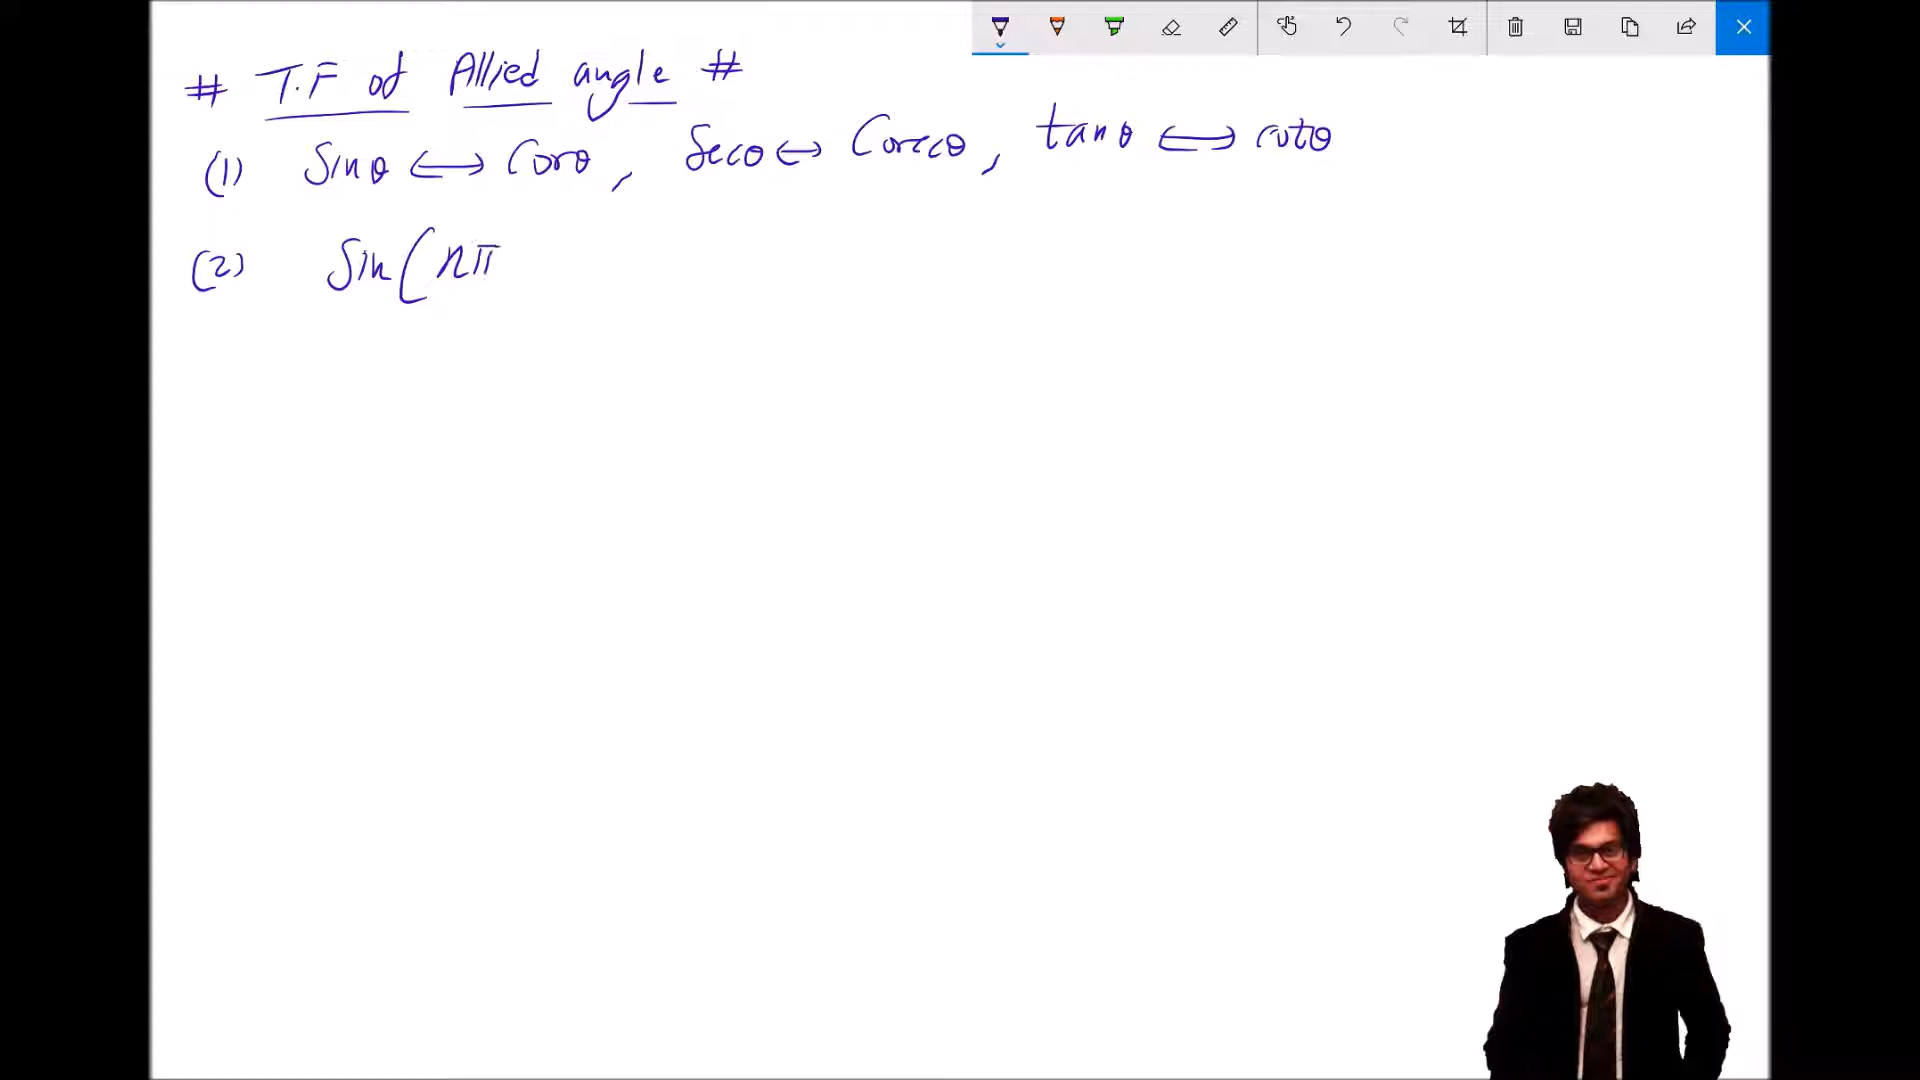 # T.F of Allied angle #
(1) Sinθ ⟷ Cosθ, Secθ ↔ Cosecθ, tanθ ⟷ cotθ
(2) Sin(nπ